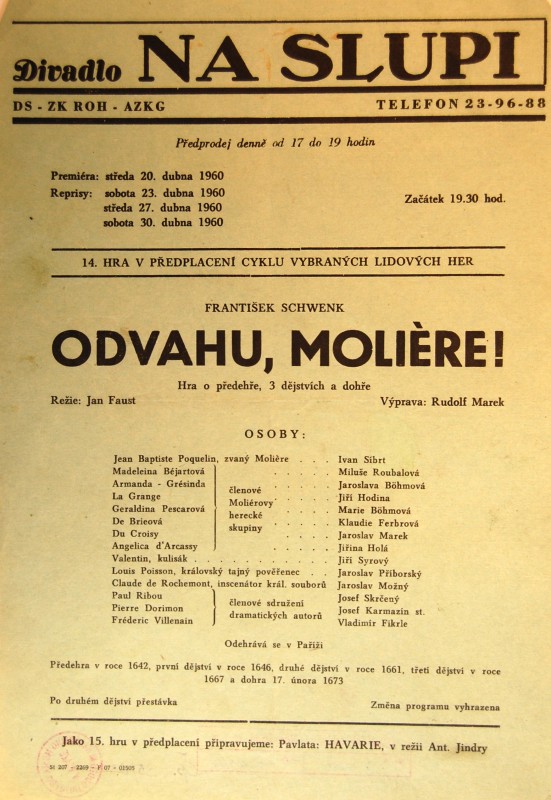 Divadlo NA SLUPI
DS - ZK ROH - AZKG TELEFON 23-96-88
Předprodej denně od 17 do 19 hodin
Premiéra: středa 20. dubna 1960
Reprisy: sobota 23. dubna 1960
středa 27. dubna 1960
sobota 30. dubna 1960
Začátek 19.30 hod.
14. HRA V PŘEDPLACENÍ CYKLU VYBRANÝCH LIDOVÝCH HER
FRANTIŠEK SCHWENK
ODVAHU, MOLIÈRE!
Hra o předehře, 3 dějstvích a dohře
Režie: Jan Faust Výprava: Rudolf Marek
OSOBY:
Jean Baptiste Poquelin, zvaný Molière . . . Ivan Sibrt
Madeleina Béjartová . . . . . Miluše Roubalová
Armanda - Grésinda . . . . . Jaroslava Böhmová
La Grange . . . . . Jiří Hodina
Geraldina Pescarová . . . . . Marie Böhmová
De Brieová . . . . . Klaudie Ferbrová
Du Croisy . . . . . Jaroslav Marek
Angelica d'Arcassy . . . . . Jiřina Holá
členové
Moliérovy
herecké
skupiny
Valentin, kulisák . . . . . . . . . . . . Jiří Syrový
Louis Poisson, královský tajný pověřenec . . Jaroslav Příborský
Claude de Rochemont, inscenátor král. souborů Jaroslav Možný
Paul Ribou Josef Skrčený
Pierre Dorimon Josef Karmazín st.
Fréderic Villenain Vladimír Fikrle
členové sdružení
dramatických autorů
Odehrává se v Paříži
Předehra v roce 1642, první dějství v roce 1646, druhé dějství v roce 1661, třetí dějství v roce
1667 a dohra 17. února 1673
Po druhém dějství přestávka Změna programu vyhrazena
Jako 15. hru v předplacení připravujeme: Pavlata: HAVARIE, v režii Ant. Jindry